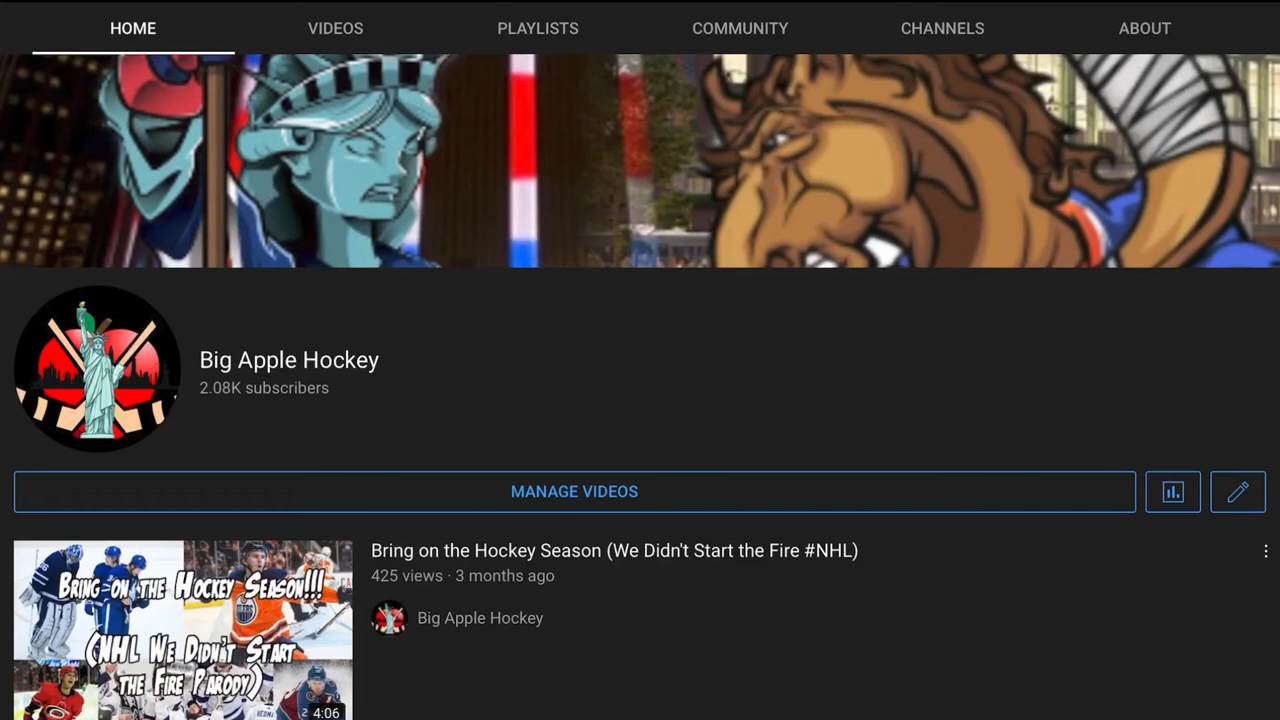 HOME VIDEOS PLAYLISTS COMMUNITY CHANNELS ABOUT
Big Apple Hockey
2.08K subscribers
MANAGE VIDEOS
Bring on the Hockey Season (We Didn't Start the Fire #NHL)
425 views · 3 months ago
Big Apple Hockey
BRING ON THE HOCKEY SEASON!!!
(NHL WE DIDN'T START
THE FIRE PARODY)
4:06